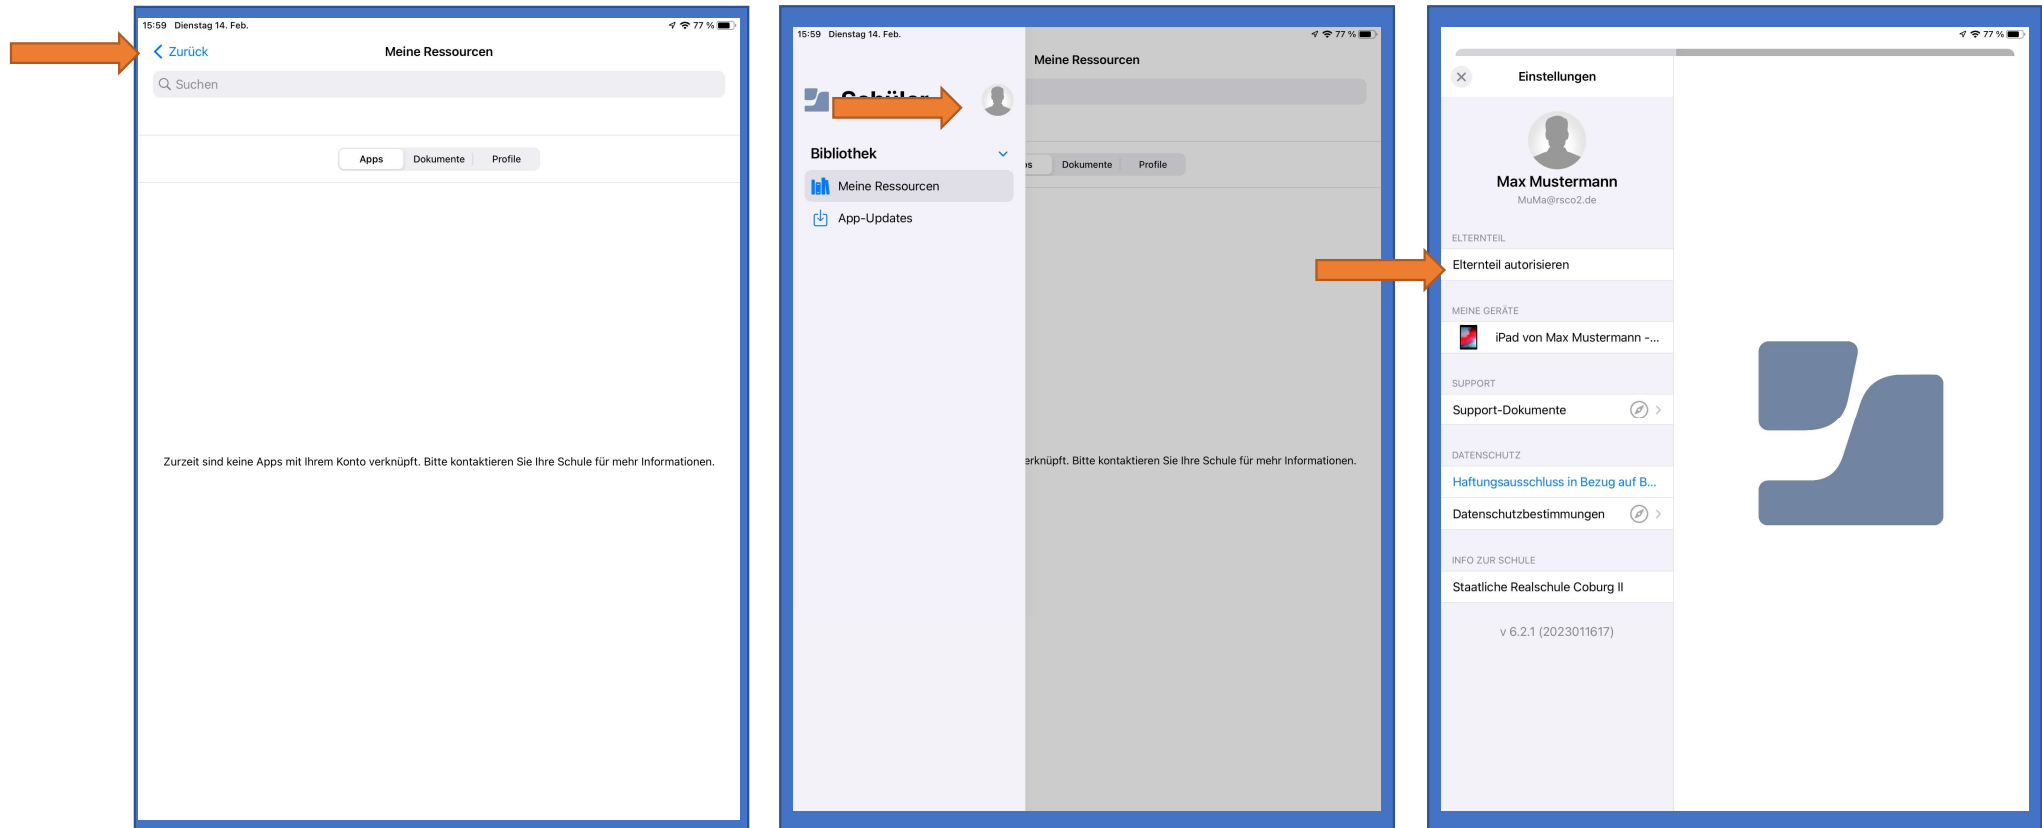 15:59 Dienstag 14. Feb.
77 %
Zurück
Meine Ressourcen
Suchen
Apps Dokumente Profile
Zurzeit sind keine Apps mit Ihrem Konto verknüpft. Bitte kontaktieren Sie Ihre Schule für mehr Informationen.
15:59 Dienstag 14. Feb.
77 %
Meine Ressourcen
Bibliothek
Dokumente Profile
Meine Ressourcen
App-Updates
Bitte kontaktieren Sie Ihre Schule für mehr Informationen.
77 %
Einstellungen
Max Mustermann
MuMa@rsco2.de
ELTERNTEIL
Elternteil autorisieren
MEINE GERÄTE
iPad von Max Mustermann -...
SUPPORT
Support-Dokumente
DATENSCHUTZ
Haftungsausschluss in Bezug auf B...
Datenschutzbestimmungen
INFO ZUR SCHULE
Staatliche Realschule Coburg II
v 6.2.1 (2023011617)